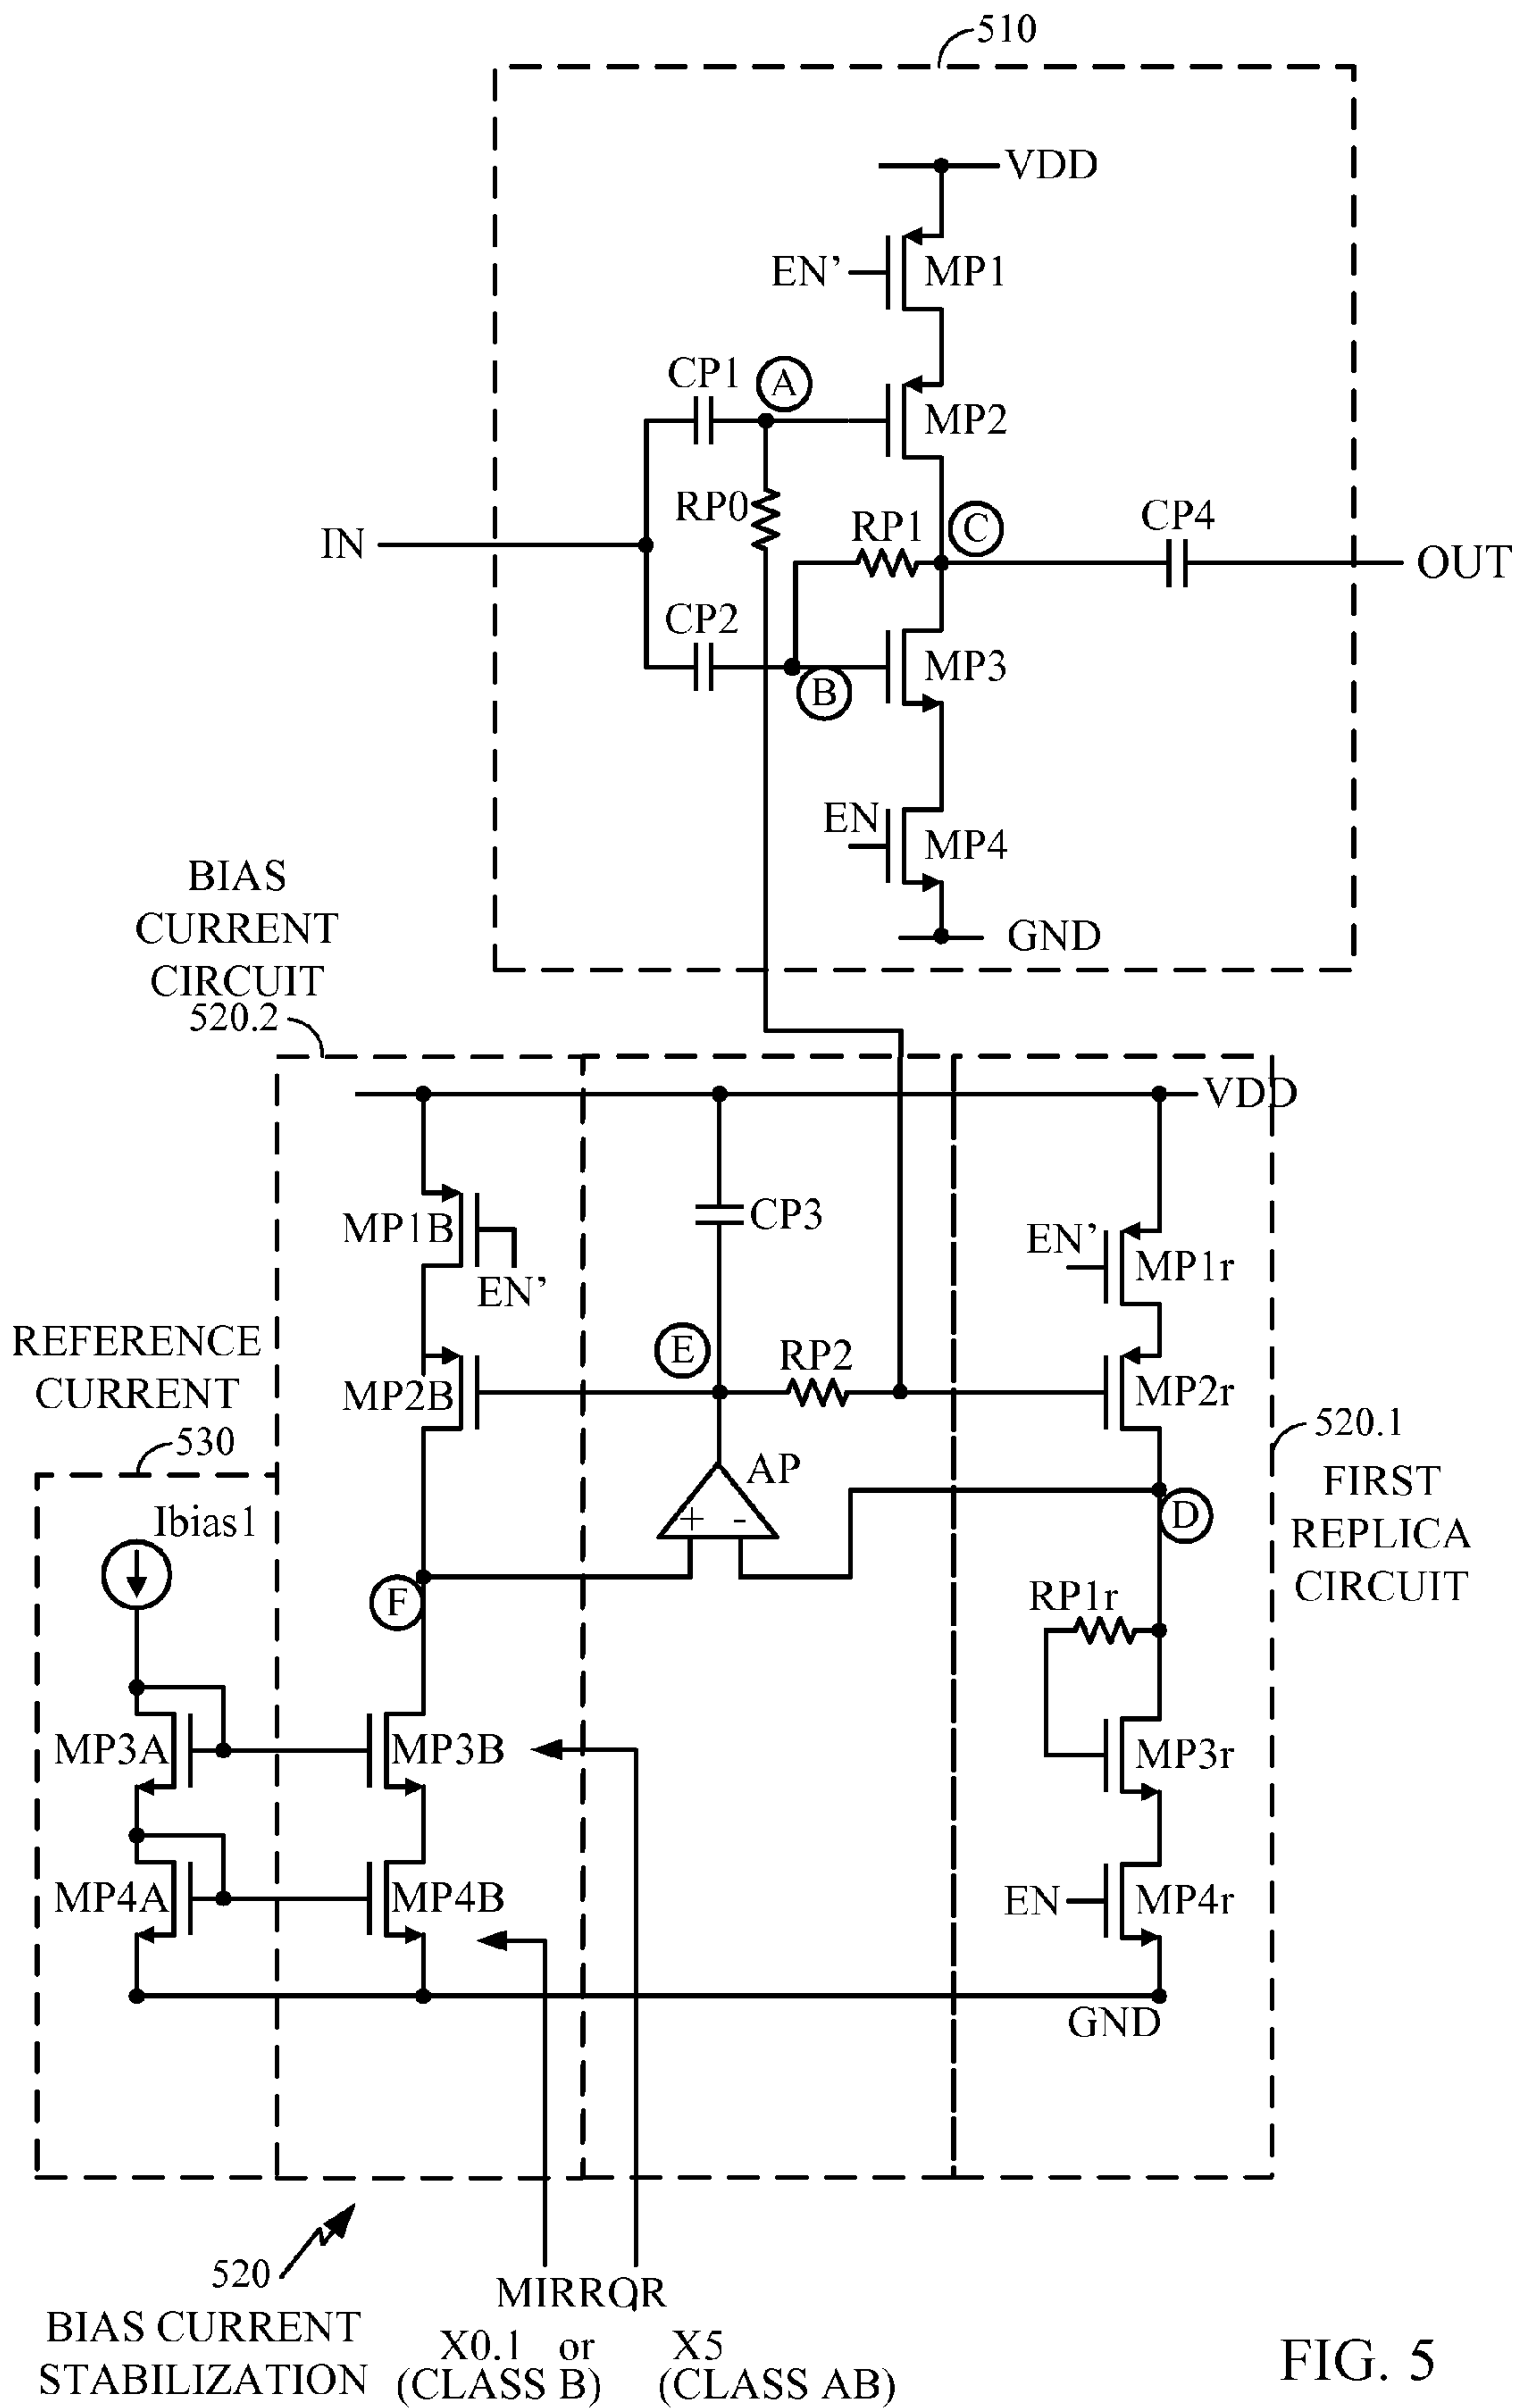 510
VDD
EN’
MP1
CP1
A
MP2
RP0
RP1
C
CP4
IN
OUT
CP2
B
MP3
EN
MP4
GND
BIAS
CURRENT
CIRCUIT
520.2
VDD
MP1B
EN’
CP3
EN’
MP1r
REFERENCE
CURRENT
530
E
RP2
MP2B
MP2r
520.1
FIRST
REPLICA
CIRCUIT
AP
+ -
D
Ibias1
F
RP1r
MP3A
MP3B
MP3r
MP4A
MP4B
EN
MP4r
GND
520
BIAS CURRENT
STABILIZATION
MIRROR
X0.1 or X5
(CLASS B) (CLASS AB)
FIG. 5